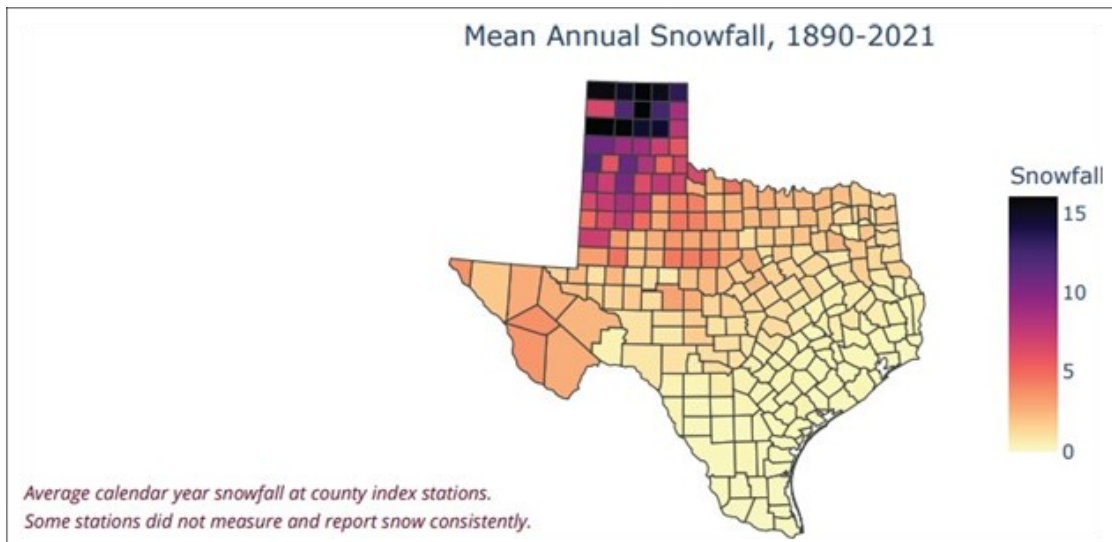 Mean Annual Snowfall, 1890-2021
Snowfall
15
10
5
0
Average calendar year snowfall at county index stations.
Some stations did not measure and report snow consistently.